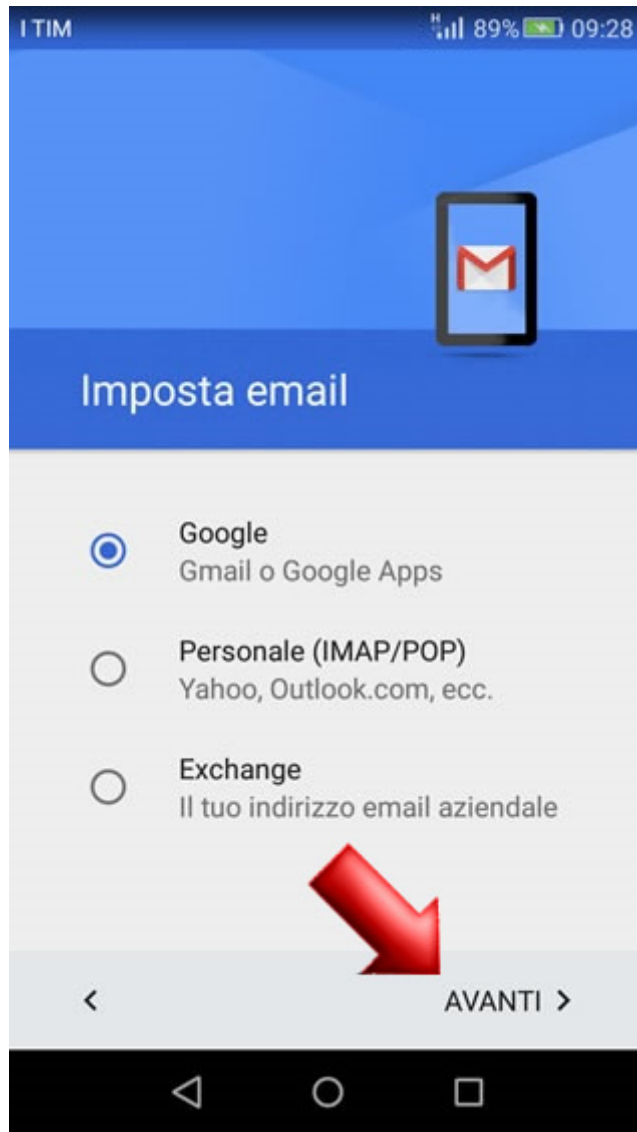 I TIM H 89% 09:28
Imposta email
Google
Gmail o Google Apps
Personale (IMAP/POP)
Yahoo, Outlook.com, ecc.
Exchange
Il tuo indirizzo email aziendale
AVANTI